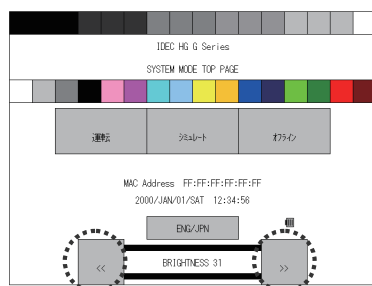 IDEC HG G Series
SYSTEM MODE TOP PAGE
運転 シミュレート オフライン
MAC Address FF:FF:FF:FF:FF:FF
2000/JAN/01/SAT 12:34:56
ENG/JPN
<< BRIGHTNESS 31 >>